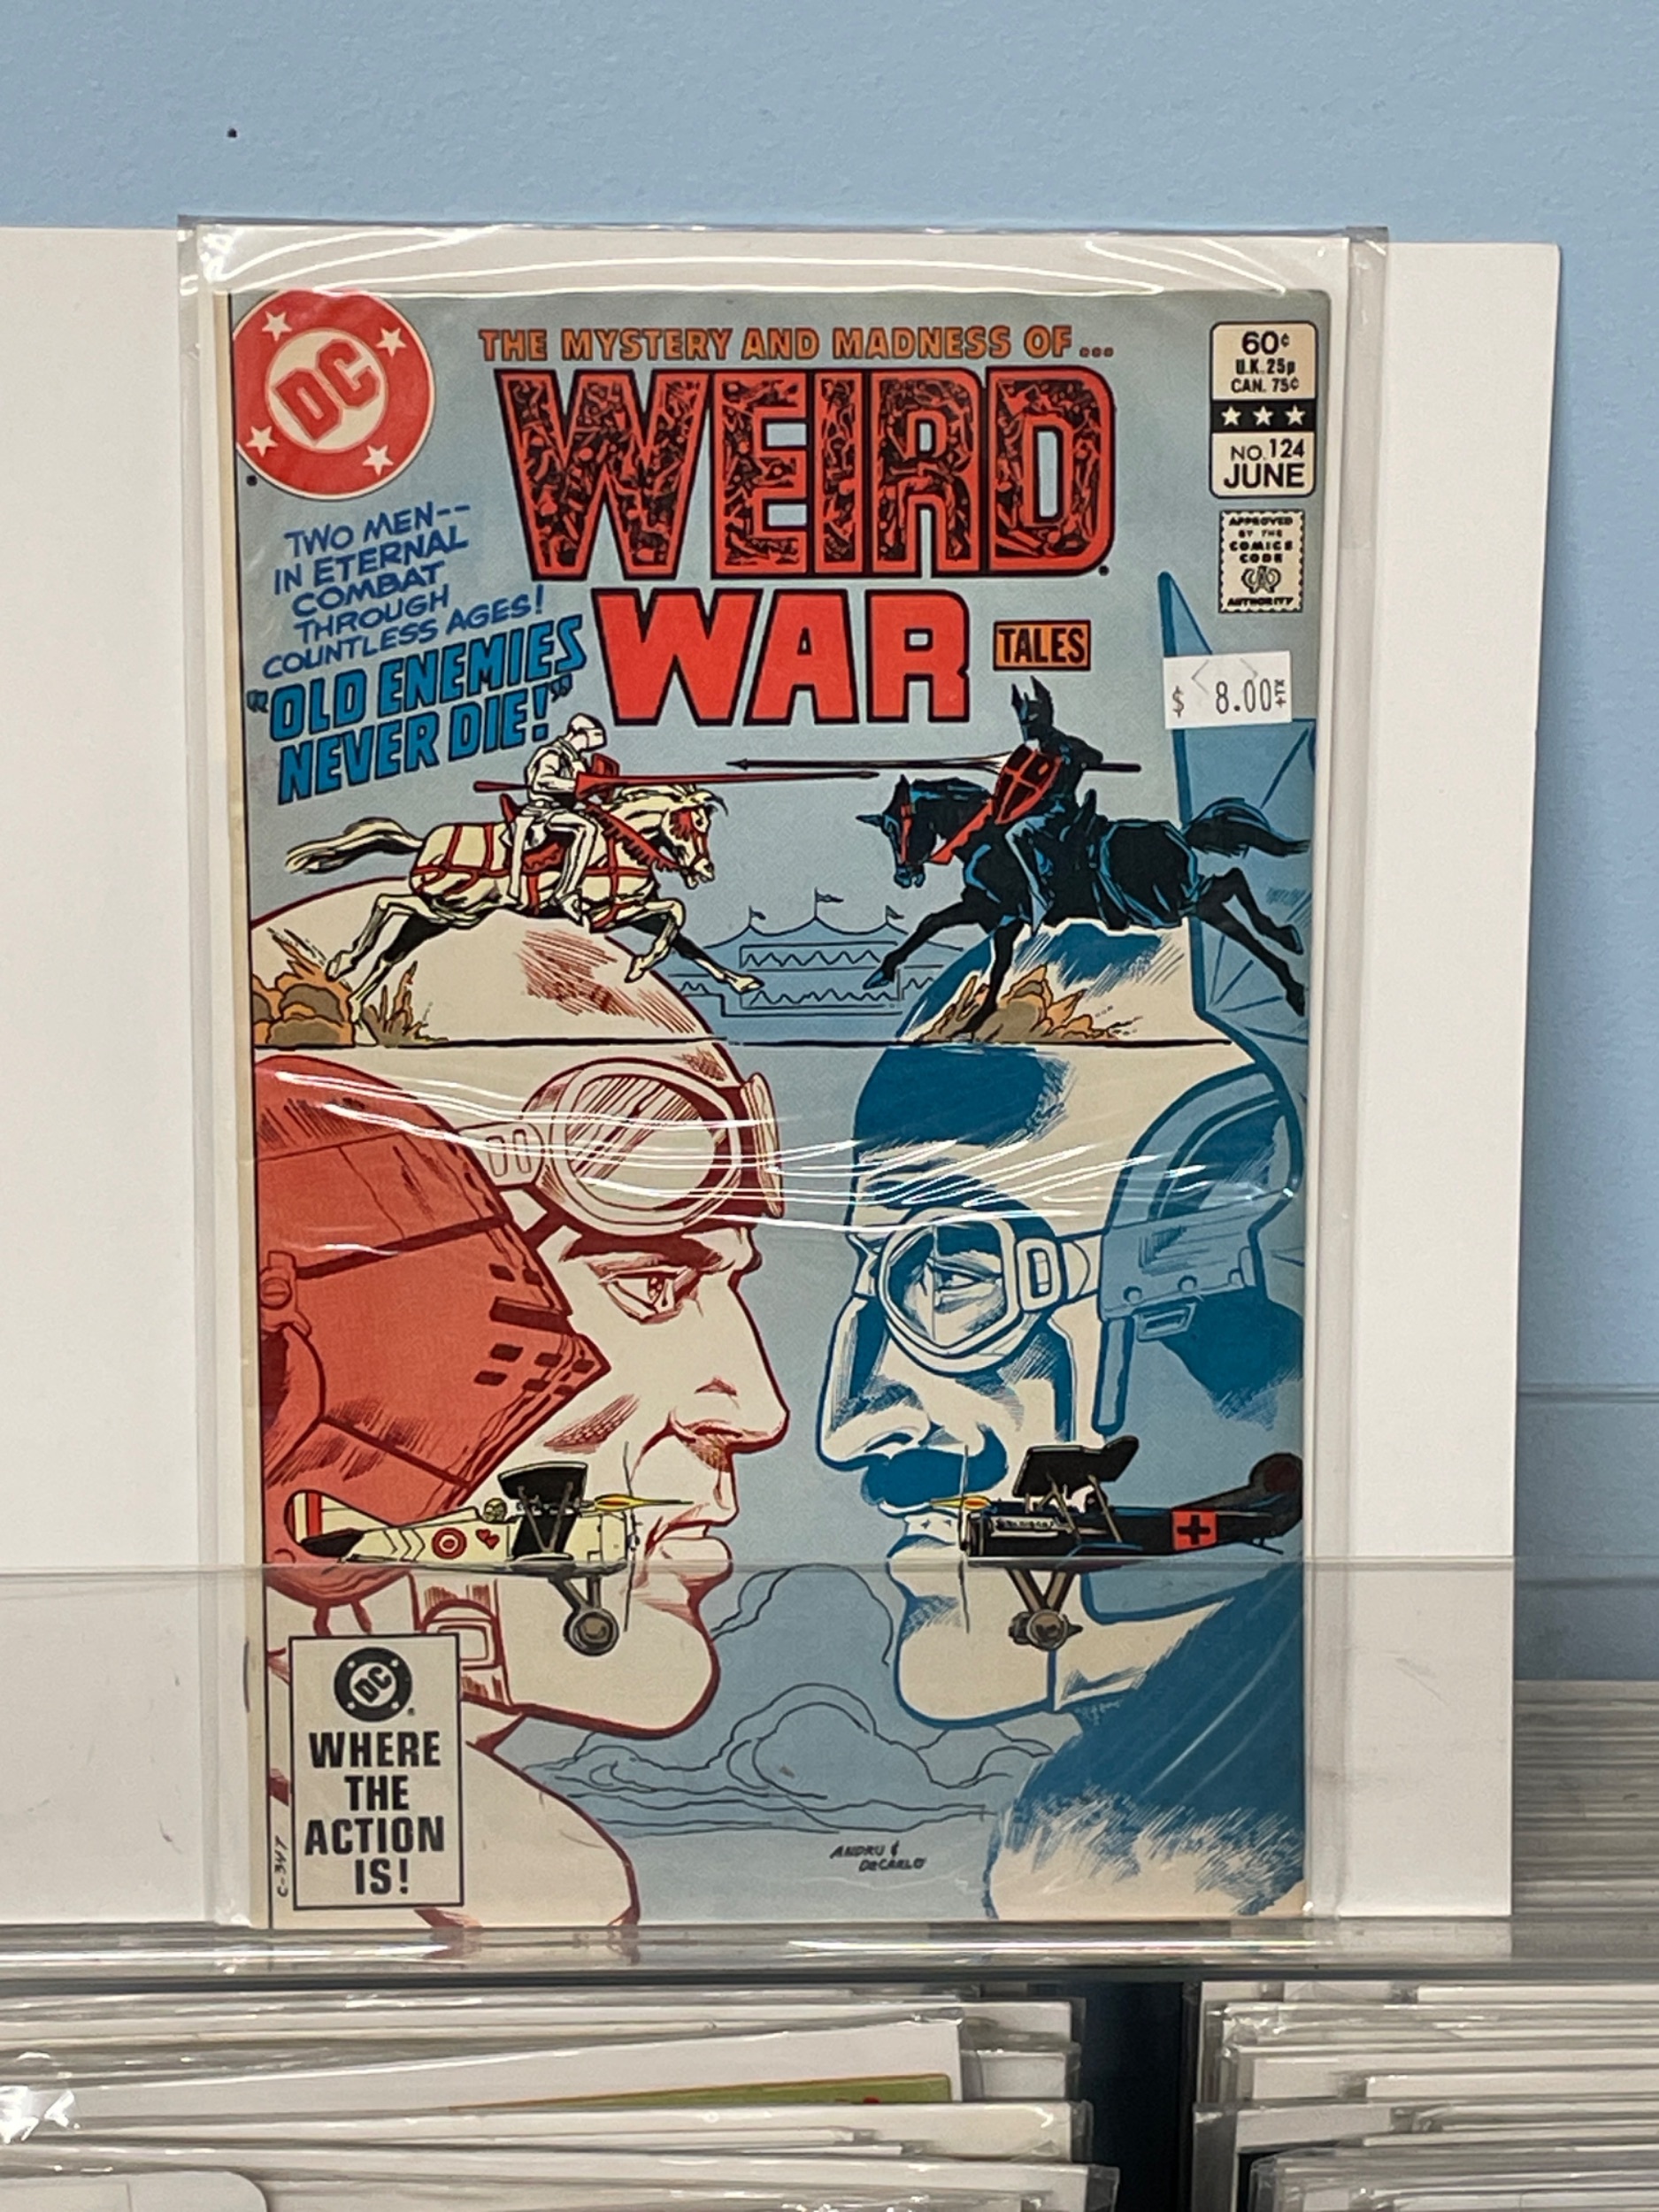 DC
THE MYSTERY AND MADNESS OF...
WEIRD
WAR
TALES
60¢
U.K. 25p
CAN. 75¢
NO. 124
JUNE
APPROVED
BY THE
COMICS
CODE
CA
AUTHORITY
TWO MEN--
IN ETERNAL
COMBAT
THROUGH
COUNTLESS AGES!
"OLD ENEMIES
NEVER DIE!"
$ 8.00 +TX
DC
WHERE
THE
ACTION
IS!
C-347
ANDRU &
DECARLO